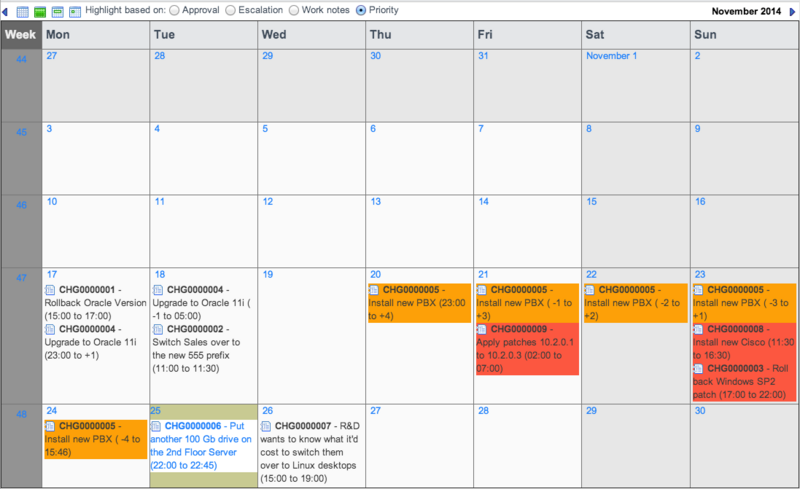 Highlight based on: Approval Escalation Work notes Priority November 2014
Week Mon Tue Wed Thu Fri Sat Sun
44 27 28 29 30 31 November 1 2
45 3 4 5 6 7 8 9
46 10 11 12 13 14 15 16
47
17
CHG0000001 -
Rollback Oracle Version
(15:00 to 17:00)
CHG0000004 -
Upgrade to Oracle 11i
(23:00 to +1)
18
CHG0000004 -
Upgrade to Oracle 11i (
-1 to 05:00)
CHG0000002 -
Switch Sales over to
the new 555 prefix
(11:00 to 11:30)
19
20
CHG0000005 -
Install new PBX (23:00
to +4)
21
CHG0000005 -
Install new PBX ( -1 to
+3)
CHG0000009 -
Apply patches 10.2.0.1
to 10.2.0.3 (02:00 to
07:00)
22
CHG0000005 -
Install new PBX ( -2 to
+2)
23
CHG0000005 -
Install new PBX ( -3 to
+1)
CHG0000008 -
Install new Cisco (11:30
to 16:30)
CHG0000003 - Roll
back Windows SP2
patch (17:00 to 22:00)
48
24
CHG0000005 -
Install new PBX ( -4 to
15:46)
25
CHG0000006 - Put
another 100 Gb drive on
the 2nd Floor Server
(22:00 to 22:45)
26
CHG0000007 - R&D
wants to know what it'd
cost to switch them
over to Linux desktops
(15:00 to 19:00)
27
28
29
30